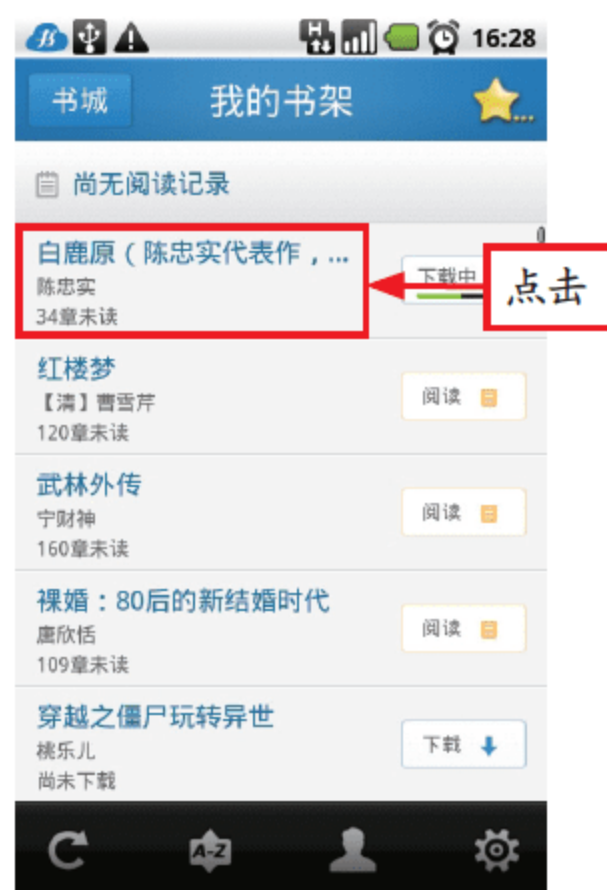 16:28
书城
我的书架
...
尚无阅读记录
白鹿原（陈忠实代表作，...
下载中
点击
陈忠实
34章未读
红楼梦
【清】曹雪芹
阅读
120章未读
武林外传
宁财神
阅读
160章未读
裸婚：80后的新结婚时代
唐欣恬
阅读
109章未读
穿越之僵尸玩转异世
桃乐儿
下载
尚未下载
A-Z